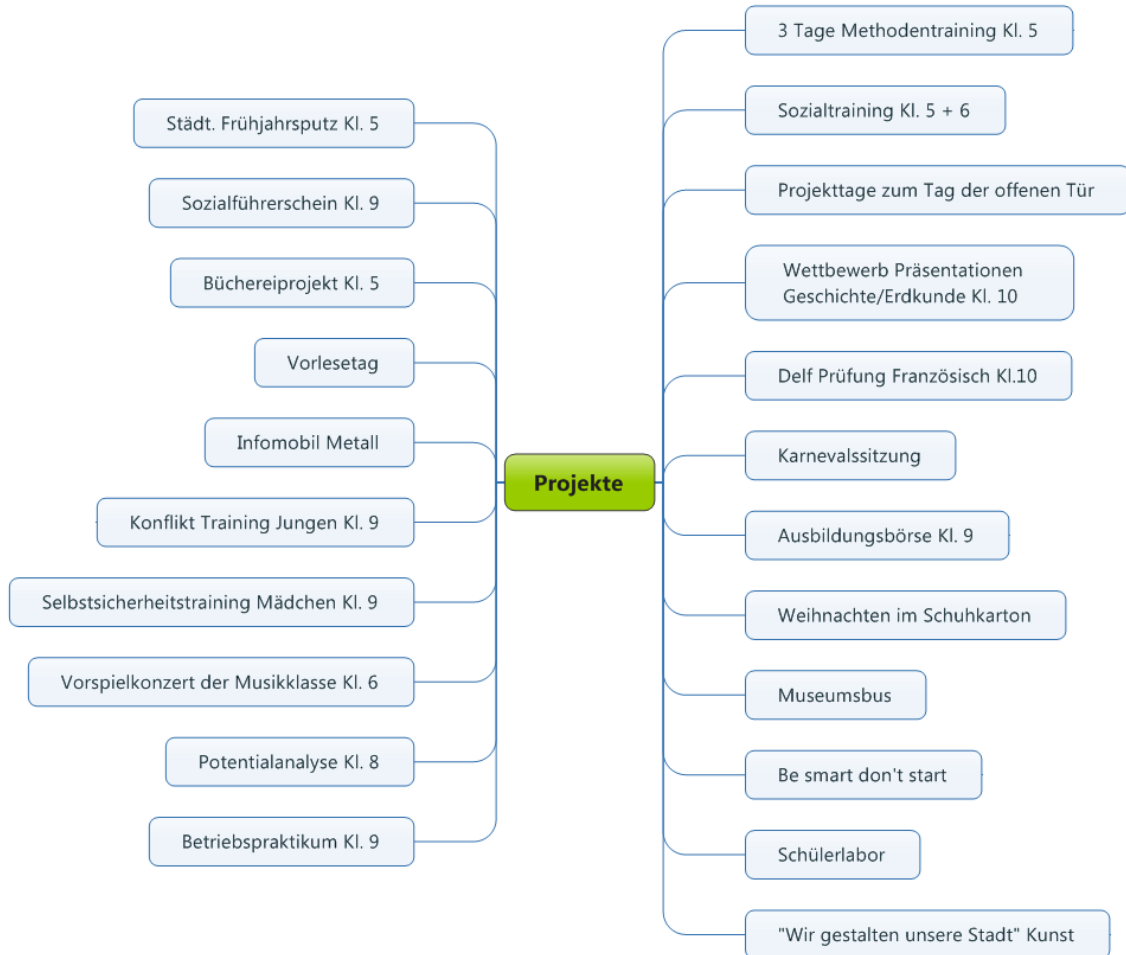 Projekte
Städt. Frühjahrsputz Kl. 5
Sozialführerschein Kl. 9
Büchereiprojekt Kl. 5
Vorlesetag
Infomobil Metall
Konflikt Training Jungen Kl. 9
Selbstsicherheitstraining Mädchen Kl. 9
Vorspielkonzert der Musikklasse Kl. 6
Potentialanalyse Kl. 8
Betriebspraktikum Kl. 9
3 Tage Methodentraining Kl. 5
Sozialtraining Kl. 5 + 6
Projekttage zum Tag der offenen Tür
Wettbewerb Präsentationen
Geschichte/Erdkunde Kl. 10
Delf Prüfung Französisch Kl.10
Karnevalssitzung
Ausbildungsbörse Kl. 9
Weihnachten im Schuhkarton
Museumsbus
Be smart don't start
Schülerlabor
"Wir gestalten unsere Stadt" Kunst